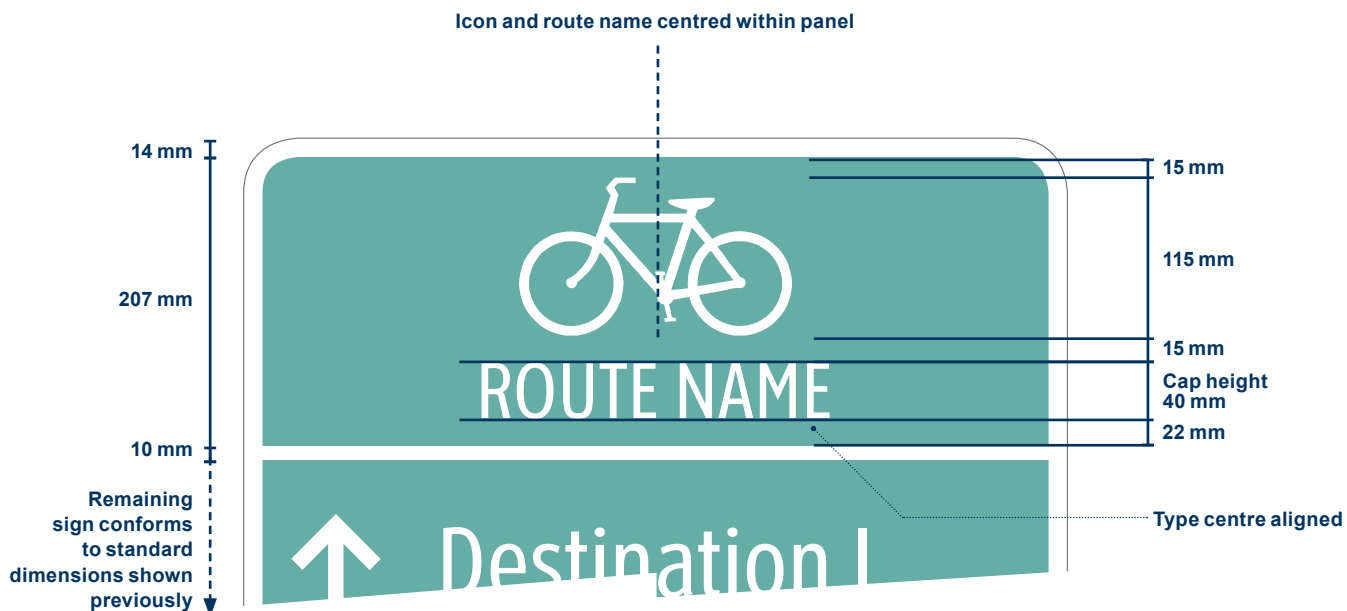 Icon and route name centred within panel
14 mm
15 mm
115 mm
207 mm
15 mm
ROUTE NAME
Cap height
40 mm
22 mm
10 mm
Remaining
sign conforms
to standard
dimensions shown
previously
Type centre aligned
Destination